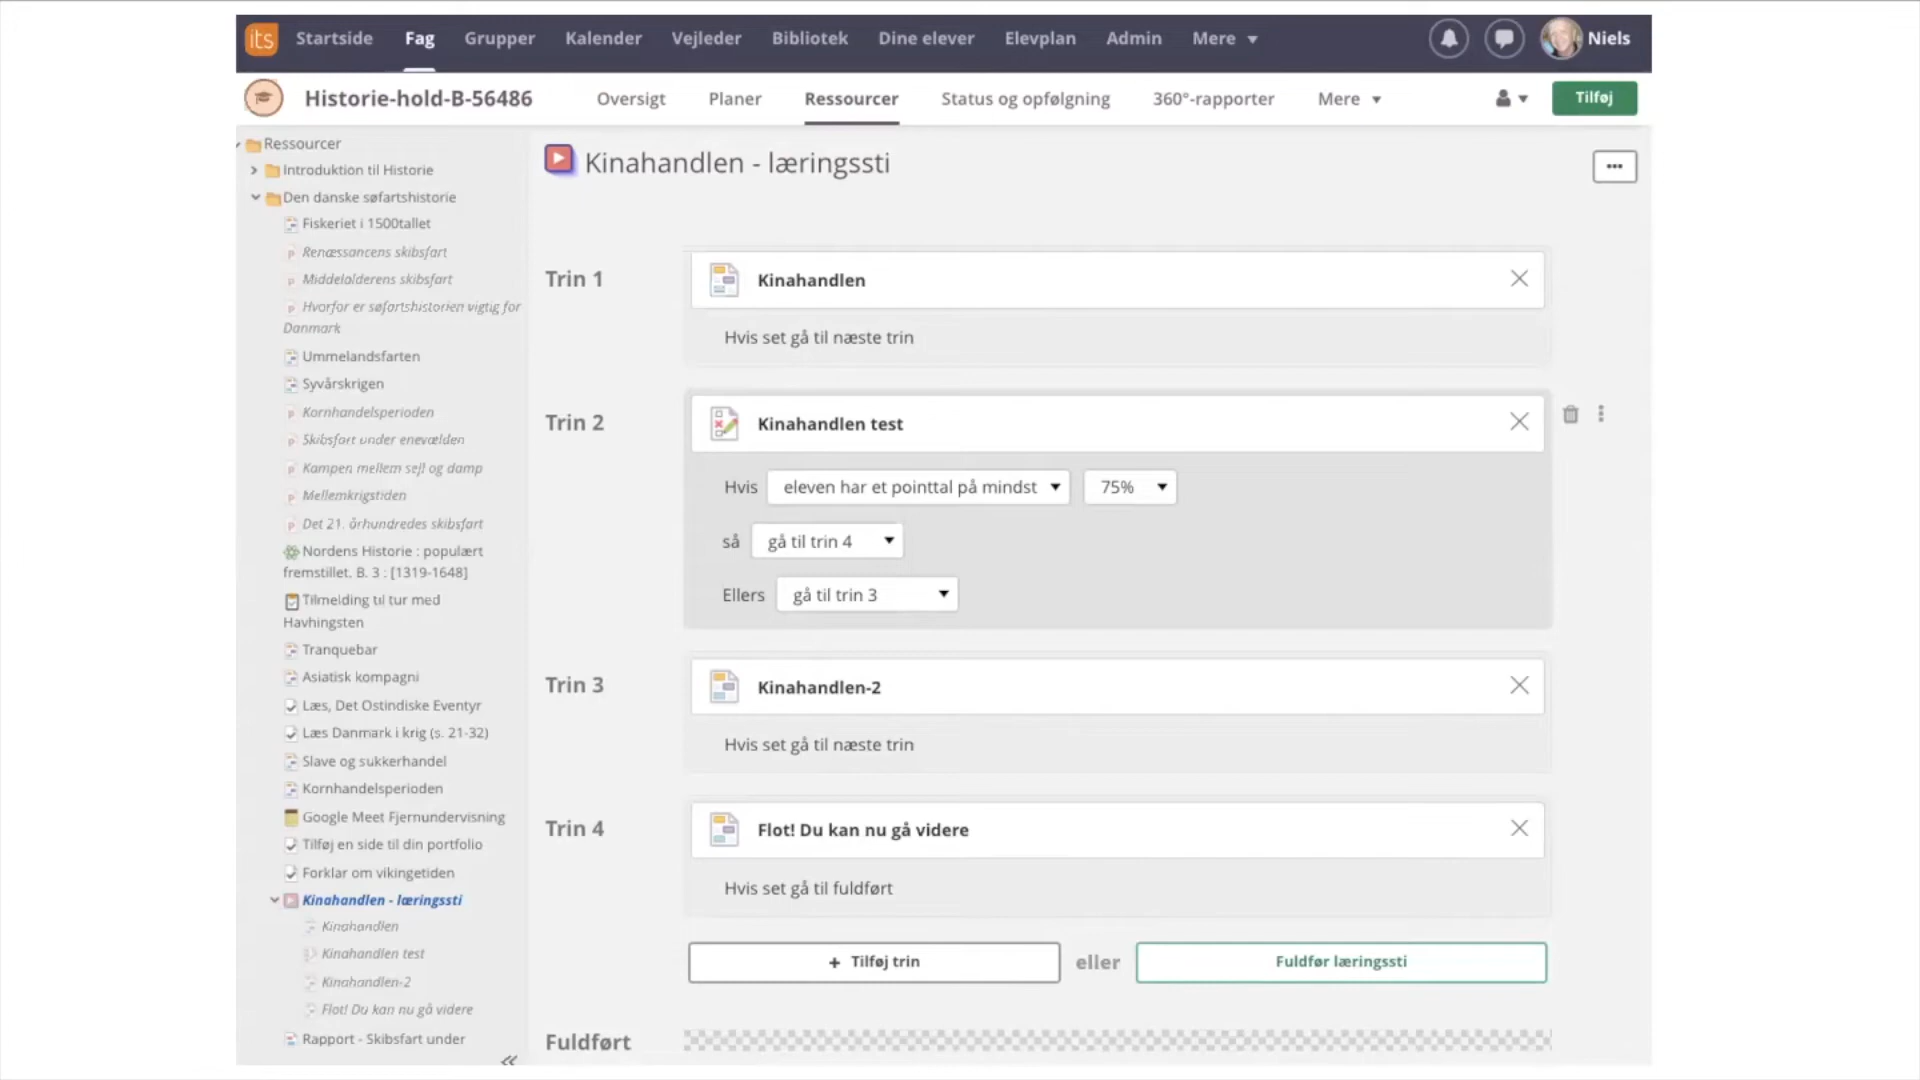 its Startside Fag Grupper Kalender Vejleder Bibliotek Dine elever Elevplan Admin Mere Niels
Historie-hold-B-56486 Oversigt Planer Ressourcer Status og opfølgning 360°-rapporter Mere Tilføj
Ressourcer
Introduktion til Historie
Den danske søfartshistorie
Fiskeriet i 1500tallet
Renæssancens skibsfart
Middelalderens skibsfart
Hvorfor er søfartshistorien vigtig for
Danmark
Ummelandsfarten
Syvårskrigen
Kornhandelsperioden
Skibsfart under enevælden
Kampen mellem sejl og damp
Mellemkrigstiden
Det 21. århundredes skibsfart
Nordens Historie : populært
fremstillet. B. 3 : [1319-1648]
Tilmelding til tur med
Havhingsten
Tranquebar
Asiatisk kompagni
Læs, Det Ostindiske Eventyr
Læs Danmark i krig (s. 21-32)
Slave og sukkerhandel
Kornhandelsperioden
Google Meet Fjernundervisning
Tilføj en side til din portfolio
Forklar om vikingetiden
Kinahandlen - læringssti
Kinahandlen
Kinahandlen test
Kinahandlen-2
Flot! Du kan nu gå videre
Rapport - Skibsfart under
Kinahandlen - læringssti
Trin 1 Kinahandlen
Hvis set gå til næste trin
Trin 2 Kinahandlen test
Hvis eleven har et pointtal på mindst 75%
så gå til trin 4
Ellers gå til trin 3
Trin 3 Kinahandlen-2
Hvis set gå til næste trin
Trin 4 Flot! Du kan nu gå videre
Hvis set gå til fuldført
+ Tilføj trin eller Fuldfør læringssti
Fuldført